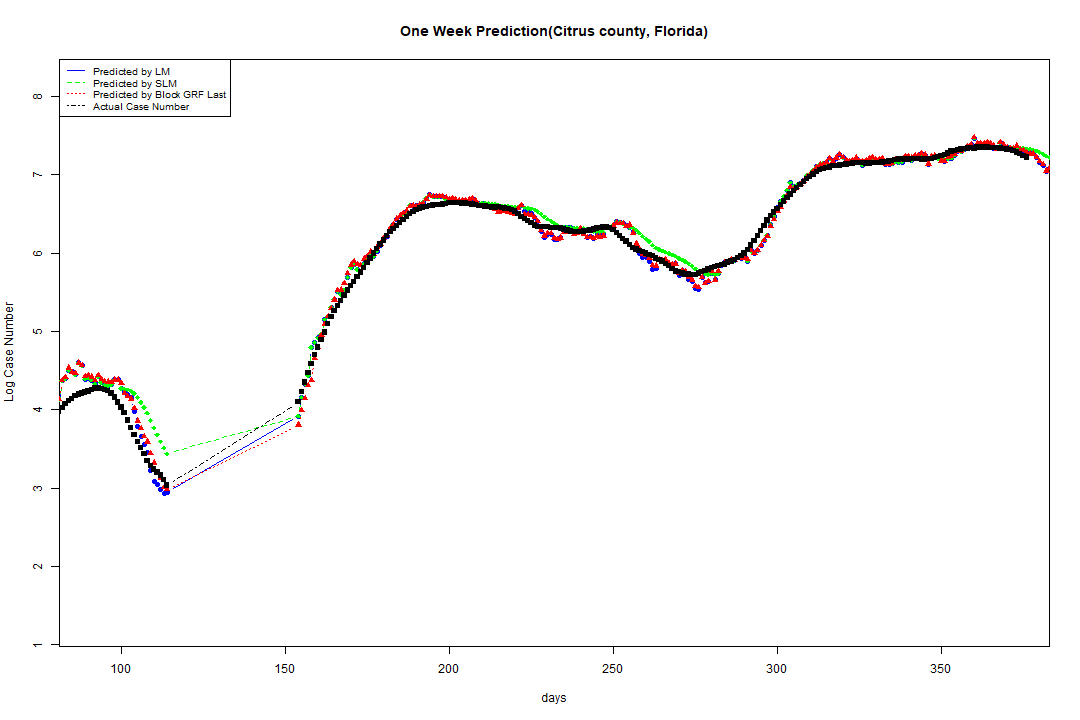 One Week Prediction(Citrus county, Florida)
Predicted by LM
Predicted by SLM
Predicted by Block GRF Last
Actual Case Number
8
7
6
5
4
3
2
1
Log Case Number
100 150 200 250 300 350
days